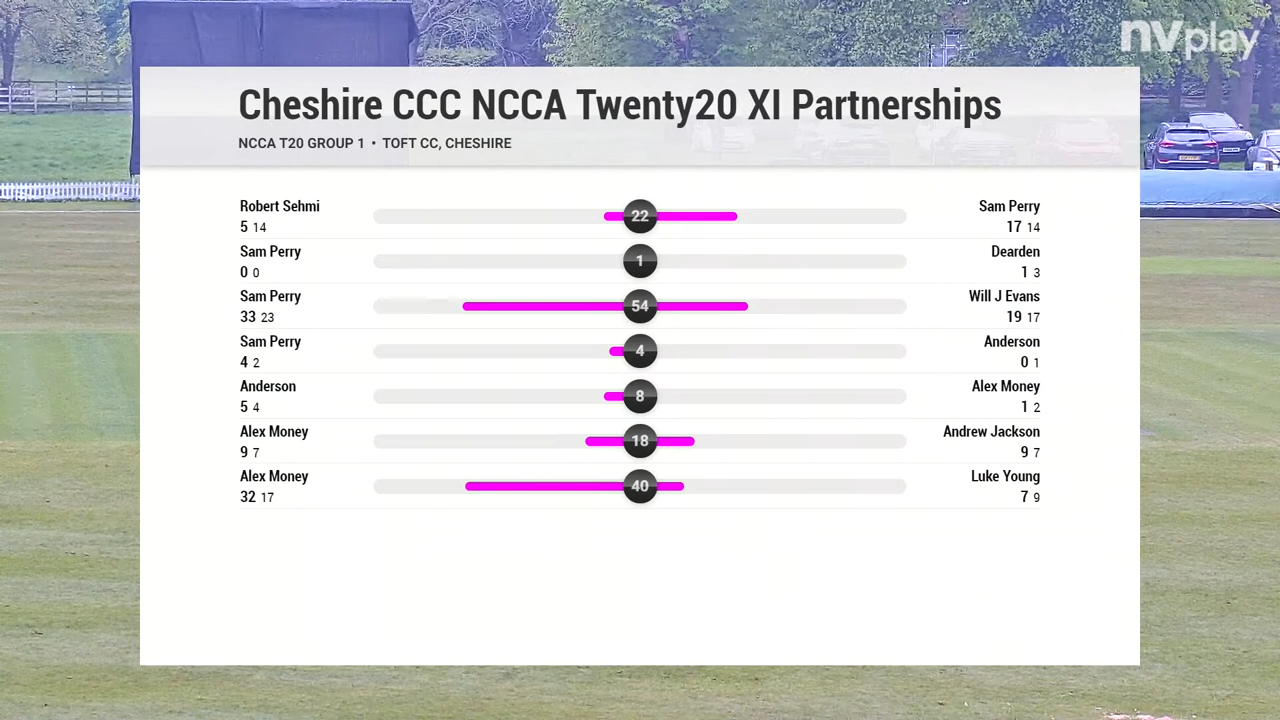 nvplay
Cheshire CCC NCCA Twenty20 XI Partnerships
NCCA T20 GROUP 1 • TOFT CC, CHESHIRE
Robert Sehmi 22 Sam Perry
5 14 17 14
Sam Perry 1 Dearden
0 0 1 3
Sam Perry 54 Will J Evans
33 23 19 17
Sam Perry 4 Anderson
4 2 0 1
Anderson 8 Alex Money
5 4 1 2
Alex Money 18 Andrew Jackson
9 7 9 7
Alex Money 40 Luke Young
32 17 7 9